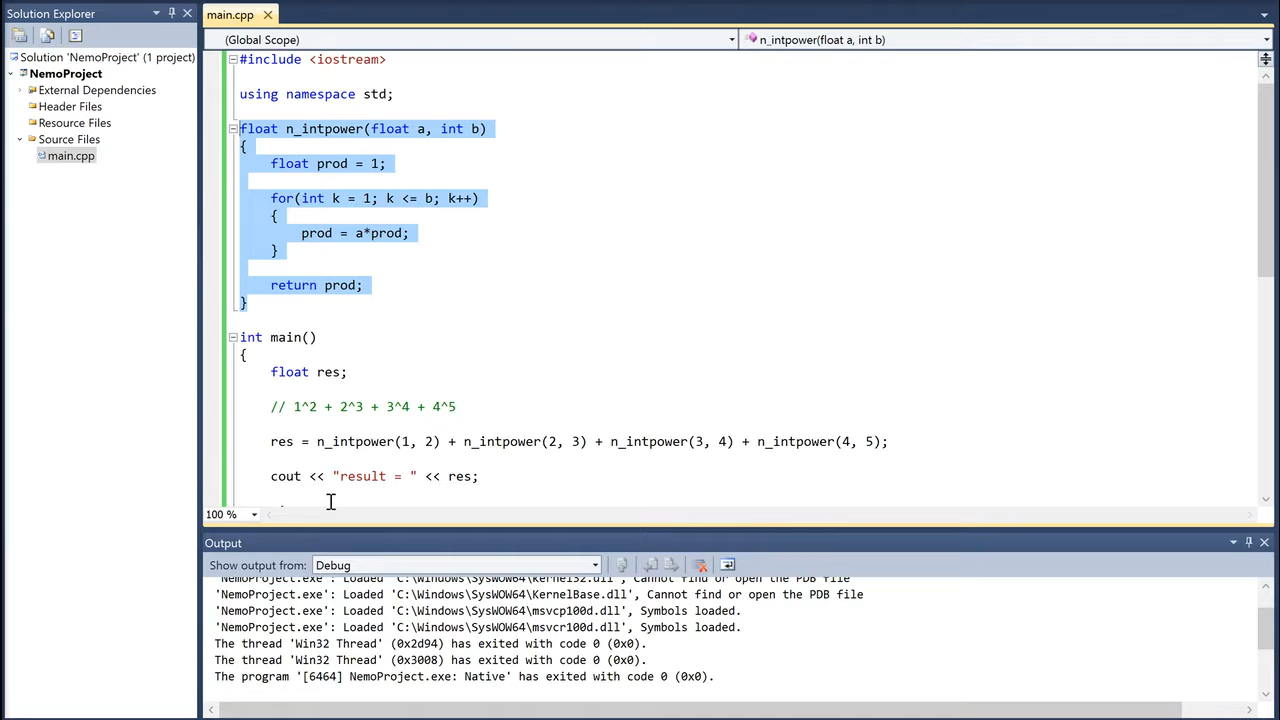 Solution Explorer
Solution 'NemoProject' (1 project)
NemoProject
External Dependencies
Header Files
Resource Files
Source Files
main.cpp
main.cpp
(Global Scope)
n_intpower(float a, int b)
#include <iostream>
using namespace std;
float n_intpower(float a, int b)
{
float prod = 1;
for(int k = 1; k <= b; k++)
{
prod = a*prod;
}
return prod;
}
int main()
{
float res;
// 1^2 + 2^3 + 3^4 + 4^5
res = n_intpower(1, 2) + n_intpower(2, 3) + n_intpower(3, 4) + n_intpower(4, 5);
cout << "result = " << res;
100 %
Output
Show output from: Debug
'NemoProject.exe': Loaded 'C:\Windows\SysWOW64\kernel32.dll', Cannot find or open the PDB file
'NemoProject.exe': Loaded 'C:\Windows\SysWOW64\KernelBase.dll', Cannot find or open the PDB file
'NemoProject.exe': Loaded 'C:\Windows\SysWOW64\msvcp100d.dll', Symbols loaded.
'NemoProject.exe': Loaded 'C:\Windows\SysWOW64\msvcr100d.dll', Symbols loaded.
The thread 'Win32 Thread' (0x2d94) has exited with code 0 (0x0).
The thread 'Win32 Thread' (0x3008) has exited with code 0 (0x0).
The program '[6464] NemoProject.exe: Native' has exited with code 0 (0x0).